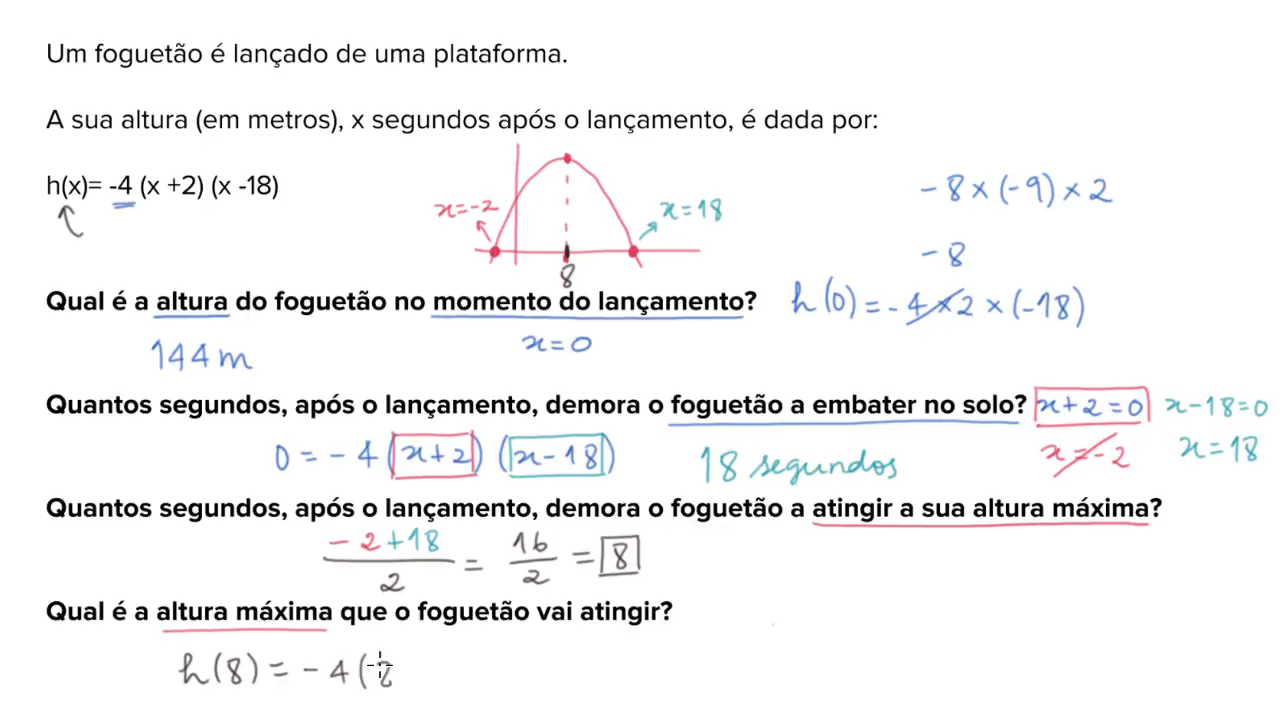 Um foguetão é lançado de uma plataforma.
A sua altura (em metros), x segundos após o lançamento, é dada por:
h(x)= -4 (x +2) (x -18)
x=-2
x=18
8
-8×(-9)×2
-8
Qual é a altura do foguetão no momento do lançamento?
h(0)=-4×2×(-18)
144m
x=0
Quantos segundos, após o lançamento, demora o foguetão a embater no solo?
x+2=0
x-18=0
0=-4(x+2)(x-18)
18 segundos
x=-2
x=18
Quantos segundos, após o lançamento, demora o foguetão a atingir a sua altura máxima?
-2+18
2
=
16
2
=
8
Qual é a altura máxima que o foguetão vai atingir?
h(8)=-4(